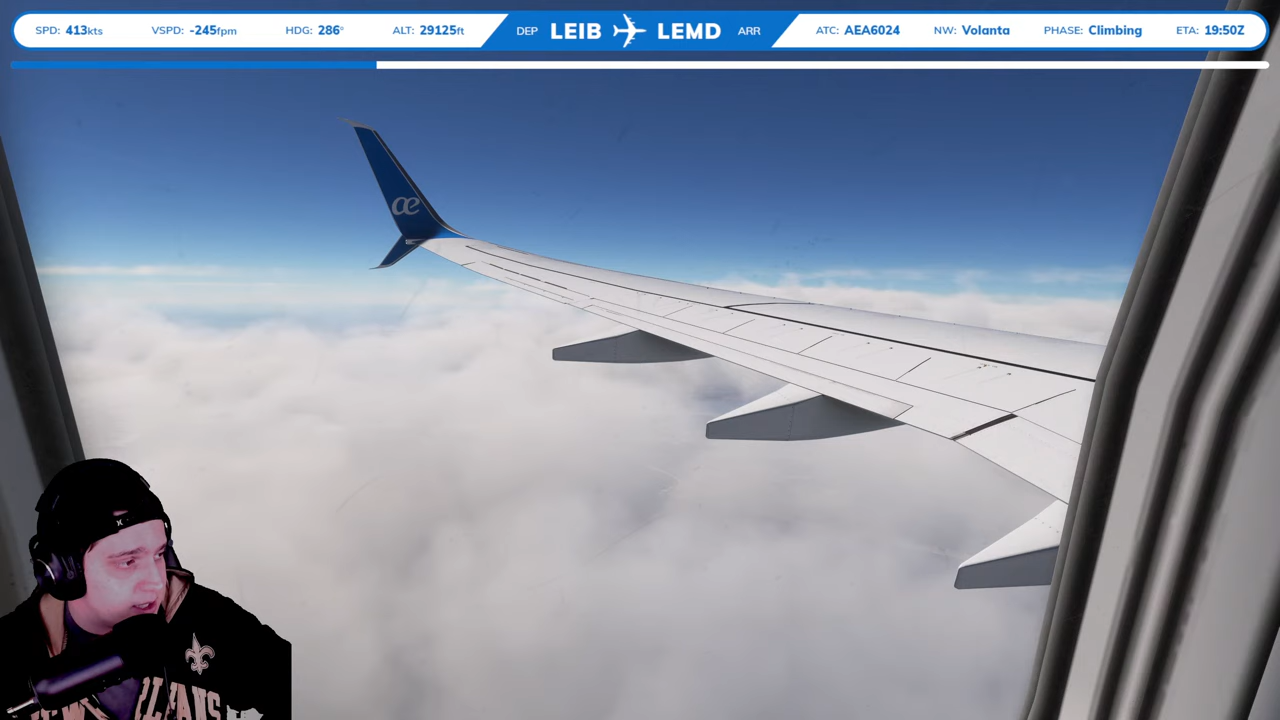 SPD: 413kts VSPD: -245fpm HDG: 286° ALT: 29125ft DEP LEIB LEMD ARR ATC: AEA6024 NW: Volanta PHASE: Climbing ETA: 19:50Z
æ